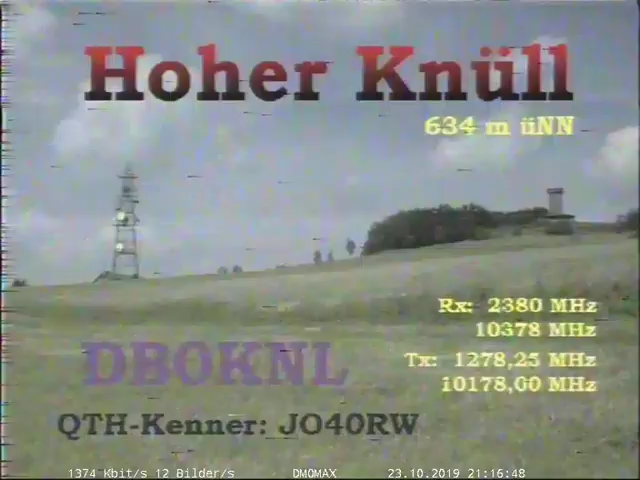 Hoher Knüll
634 m üNN
Rx: 2380 MHz
10378 MHz
Tx: 1278,25 MHz
10178,00 MHz
DB0KNL
QTH-Kenner: JO40RW
1374 Kbit/s 12 Bilder/s DM0MAX 23.10.2019 21:16:48